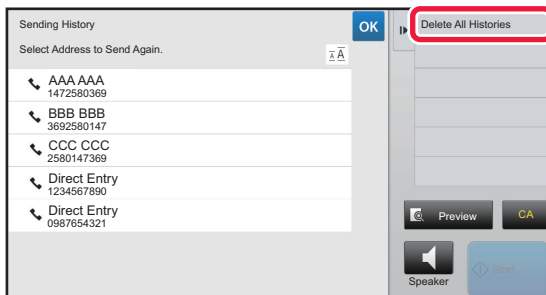 Sending History
OK
Delete All Histories
Select Address to Send Again.
A A
AAA AAA
1472580369
BBB BBB
3692580147
CCC CCC
2580147369
Direct Entry
1234567890
Direct Entry
0987654321
Preview
CA
Speaker
Start